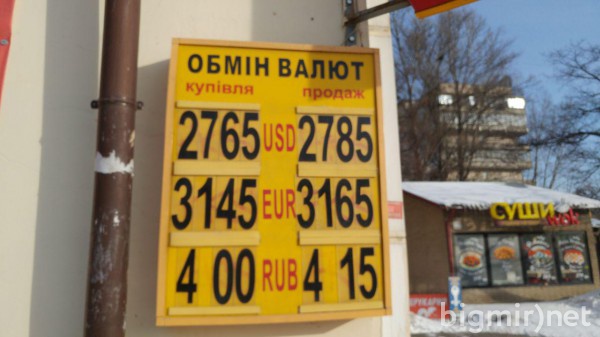 ОБМІН ВАЛЮТ
купівля продаж
2765 USD 2785
3145 EUR 3165
4 00 RUB 4 15
СУШИ
bigmir)net